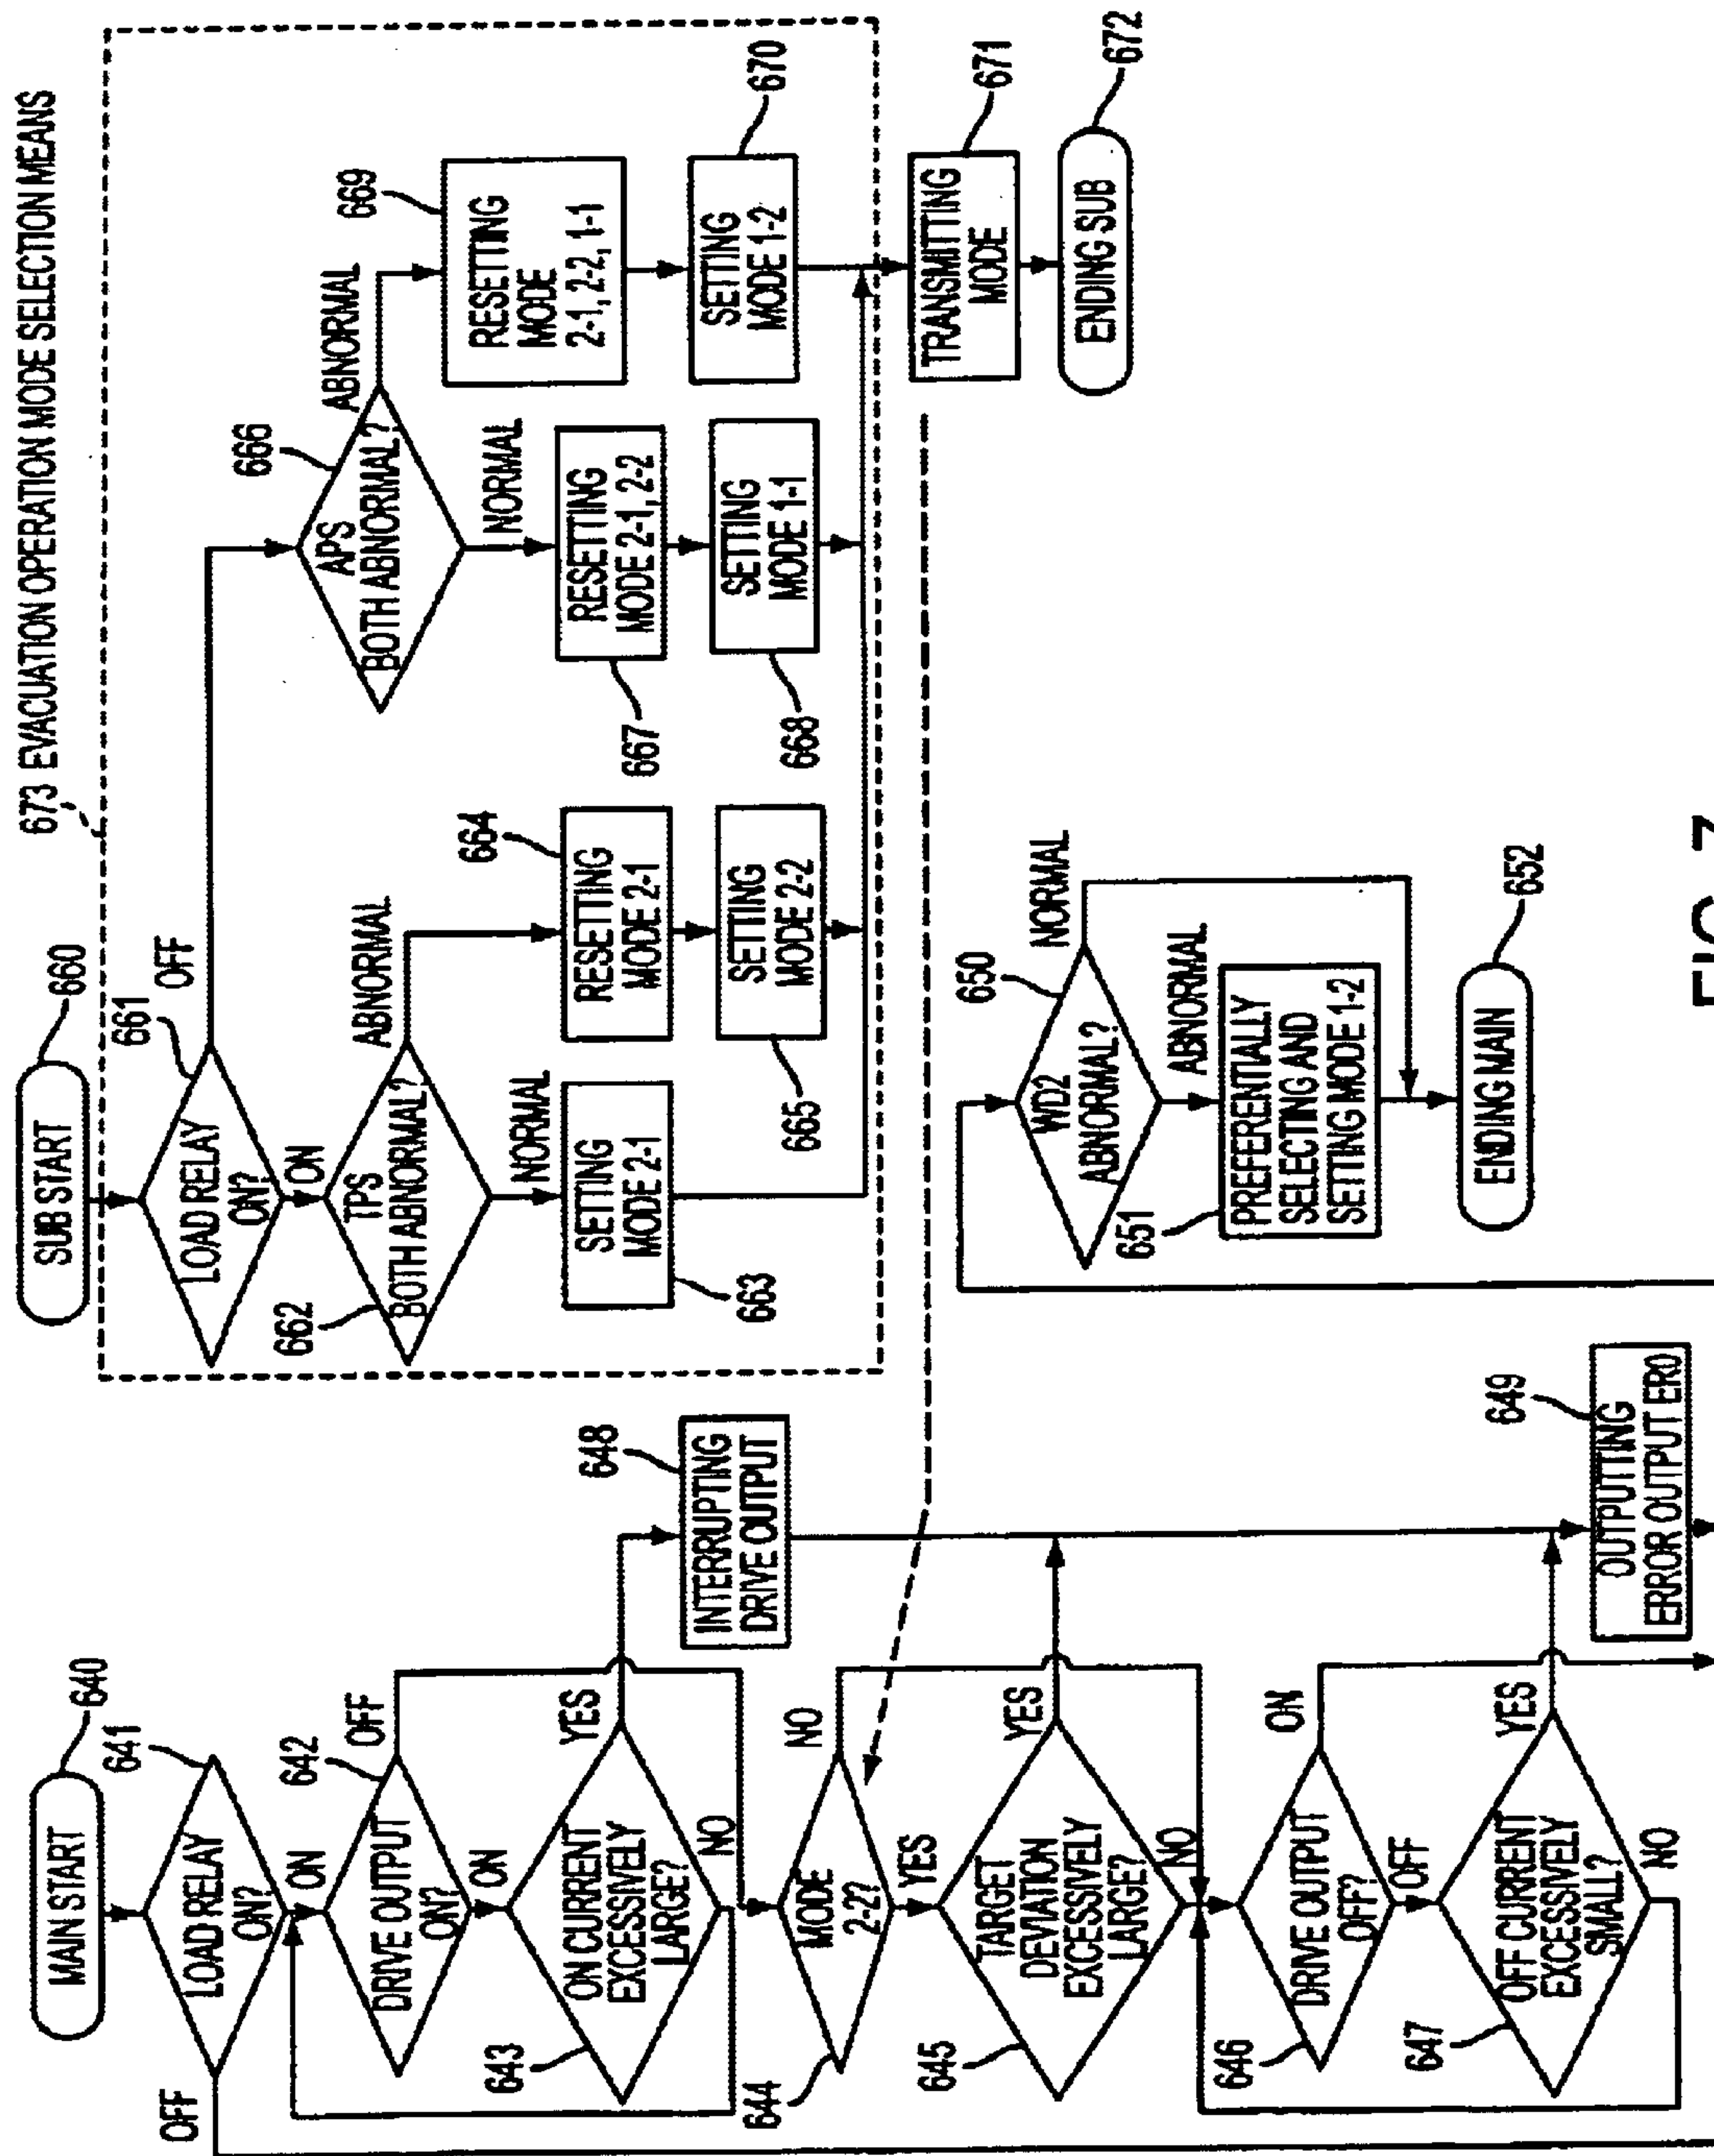 MAIN START
640
LOAD RELAY
ON?
641
OFF
ON
DRIVE OUTPUT
ON?
642
OFF
ON
ON CURRENT
EXCESSIVELY
LARGE?
643
YES
NO
INTERRUPTING
DRIVE OUTPUT
648
MODE
2-2?
644
NO
YES
TARGET
DEVIATION
EXCESSIVELY
LARGE?
645
YES
NO
DRIVE OUTPUT
OFF?
646
ON
OFF
OFF CURRENT
EXCESSIVELY
SMALL?
647
YES
NO
OUTPUTTING
ERROR OUTPUT ER0
649
WD2
ABNORMAL?
650
NORMAL
ABNORMAL
PREFERENTIALLY
SELECTING AND
SETTING MODE 1-2
651
ENDING MAIN
652
673 EVACUATION OPERATION MODE SELECTION MEANS
SUB START
660
LOAD RELAY
ON?
661
OFF
ON
TPS
BOTH ABNORMAL?
662
ABNORMAL
NORMAL
SETTING
MODE 2-1
663
RESETTING
MODE 2-1
664
SETTING
MODE 2-2
665
APS
BOTH ABNORMAL?
666
ABNORMAL
NORMAL
RESETTING
MODE 2-1, 2-2
667
SETTING
MODE 1-1
668
RESETTING
MODE
2-1, 2-2, 1-1
669
SETTING
MODE 1-2
670
TRANSMITTING
MODE
671
ENDING SUB
672